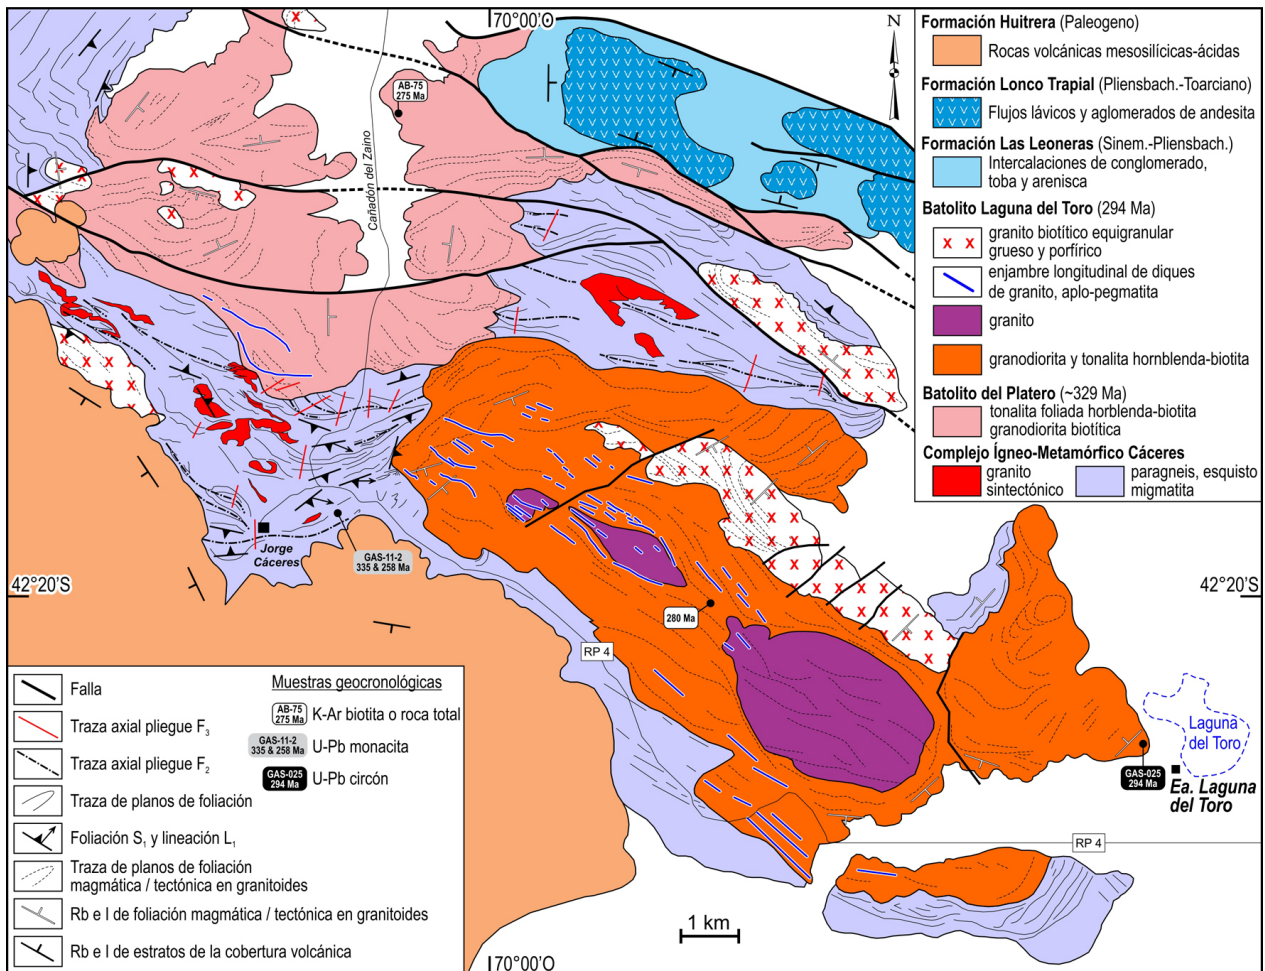 70°00'O
N
AB-75
275 Ma
Cañadón del Zaino
Jorge
Cáceres
GAS-11-2
335 & 258 Ma
42°20'S
42°20'S
280 Ma
RP 4
Laguna
del Toro
GAS-025
294 Ma
Ea. Laguna
del Toro
RP 4
1 km
70°00'O
Formación Huitrera (Paleogeno)
Rocas volcánicas mesosilícicas-ácidas
Formación Lonco Trapial (Pliensbach.-Toarciano)
Flujos lávicos y aglomerados de andesita
Formación Las Leoneras (Sinem.-Pliensbach.)
Intercalaciones de conglomerado,
toba y arenisca
Batolito Laguna del Toro (294 Ma)
granito biotítico equigranular
grueso y porfírico
enjambre longitudinal de diques
de granito, aplo-pegmatita
granito
granodiorita y tonalita hornblenda-biotita
Batolito del Platero (~329 Ma)
tonalita foliada horblenda-biotita
granodiorita biotítica
Complejo Ígneo-Metamórfico Cáceres
granito
sintectónico
paragneis, esquisto
migmatita
Falla
Traza axial pliegue F3
Traza axial pliegue F2
Traza de planos de foliación
Foliación S1 y lineación L1
Traza de planos de foliación
magmática / tectónica en granitoides
Rb e I de foliación magmática / tectónica en granitoides
Rb e I de estratos de la cobertura volcánica
Muestras geocronológicas
AB-75
275 Ma
K-Ar biotita o roca total
GAS-11-2
335 & 258 Ma
U-Pb monacita
GAS-025
294 Ma
U-Pb circón